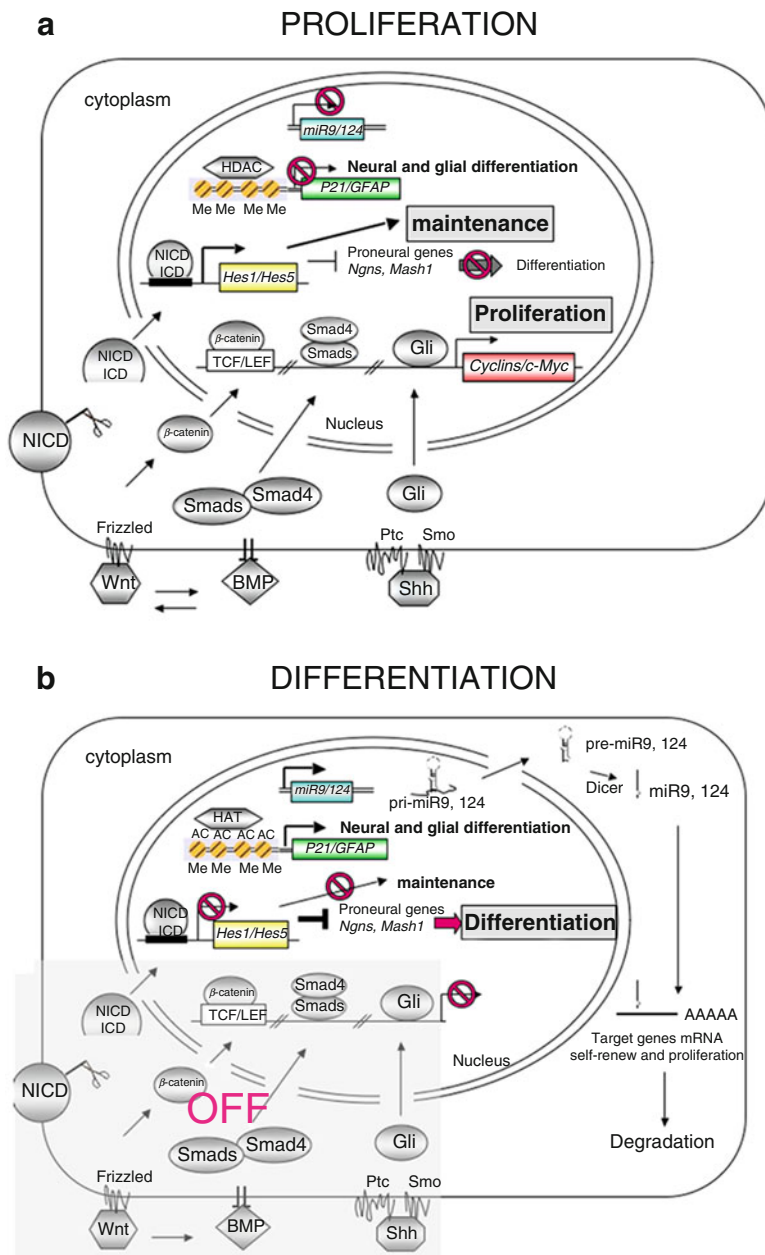 a PROLIFERATION
cytoplasm
miR9/124
HDAC
Neural and glial differentiation
P21/GFAP
Me Me Me Me
maintenance
NICD
ICD
Hes1/Hes5
Proneural genes
Ngns, Mash1
Differentiation
Proliferation
β-catenin
TCF/LEF
Smad4
Smads
Gli
Cyclins/c-Myc
NICD
ICD
Nucleus
NICD
β-catenin
Smads
Smad4
Gli
Frizzled
Ptc
Smo
Wnt
BMP
Shh
b DIFFERENTIATION
cytoplasm
pre-miR9, 124
Dicer
miR9, 124
miR9/124
pri-miR9, 124
HAT
AC AC AC AC
Neural and glial differentiation
P21/GFAP
Me Me Me Me
maintenance
NICD
ICD
Hes1/Hes5
Proneural genes
Ngns, Mash1
Differentiation
β-catenin
TCF/LEF
Smad4
Smads
Gli
NICD
ICD
Nucleus
AAAAA
Target genes mRNA
self-renew and proliferation
NICD
β-catenin
OFF
Smads
Smad4
Gli
Degradation
Frizzled
Ptc
Smo
Wnt
BMP
Shh